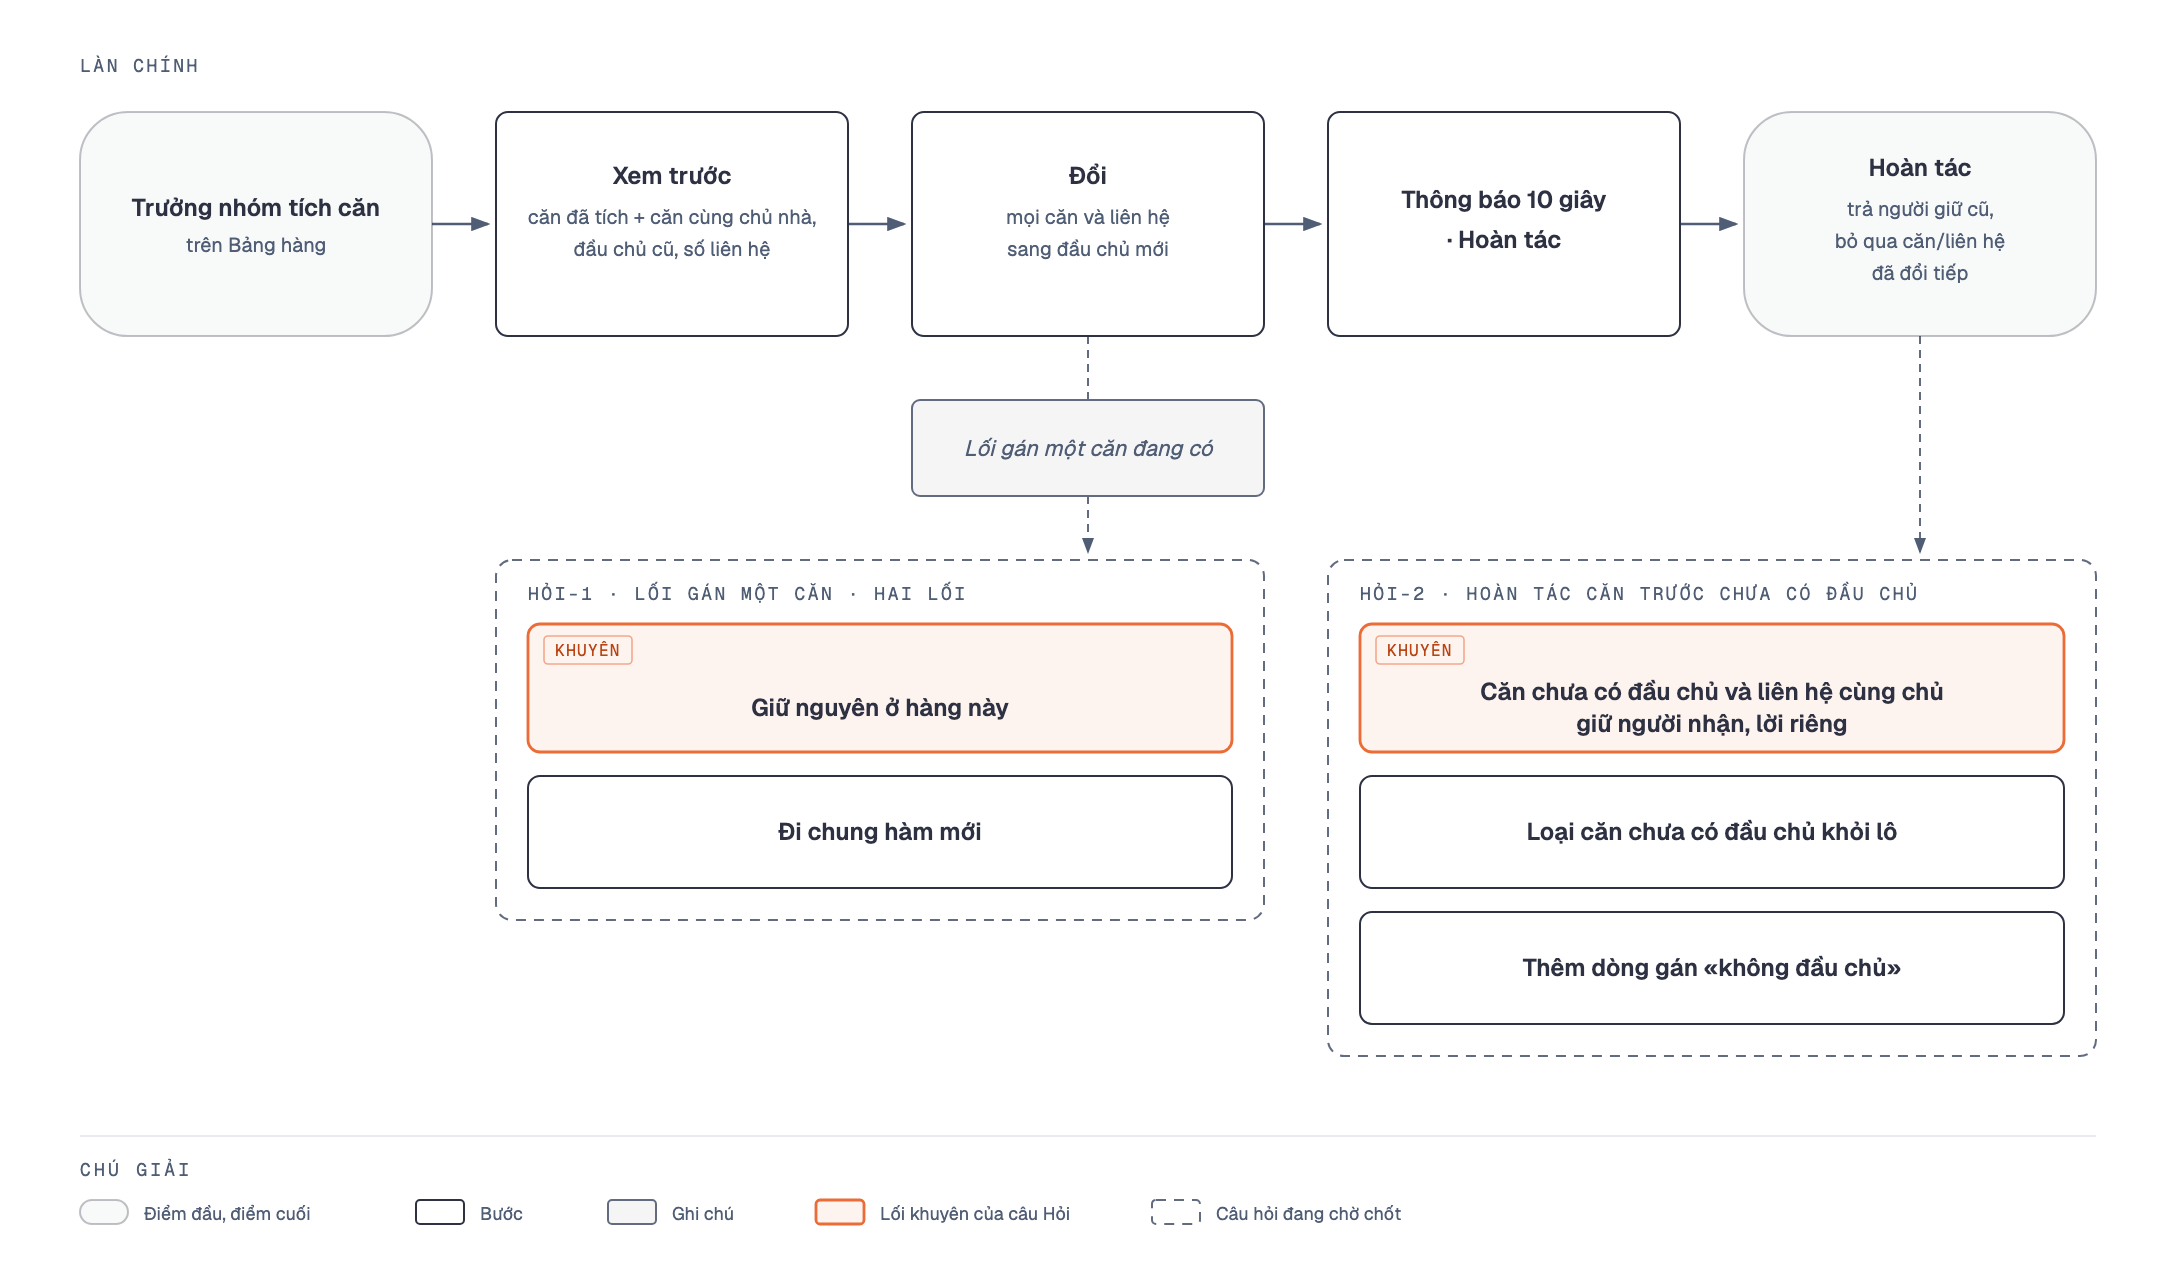 LÀN CHÍNH
Trưởng nhóm tích căn
trên Bảng hàng
Xem trước
căn đã tích + căn cùng chủ nhà,
đầu chủ cũ, số liên hệ
Đổi
mọi căn và liên hệ
sang đầu chủ mới
Thông báo 10 giây
· Hoàn tác
Hoàn tác
trả người giữ cũ,
bỏ qua căn/liên hệ
đã đổi tiếp
Lối gán một căn đang có
HỎI-1 · LỐI GÁN MỘT CĂN · HAI LỐI
KHUYÊN
Giữ nguyên ở hàng này
Đi chung hàm mới
HỎI-2 · HOÀN TÁC CĂN TRƯỚC CHƯA CÓ ĐẦU CHỦ
KHUYÊN
Căn chưa có đầu chủ và liên hệ cùng chủ
giữ người nhận, lời riêng
Loại căn chưa có đầu chủ khỏi lô
Thêm dòng gán «không đầu chủ»
CHÚ GIẢI
Điểm đầu, điểm cuối
Bước
Ghi chú
Lối khuyên của câu Hỏi
Câu hỏi đang chờ chốt